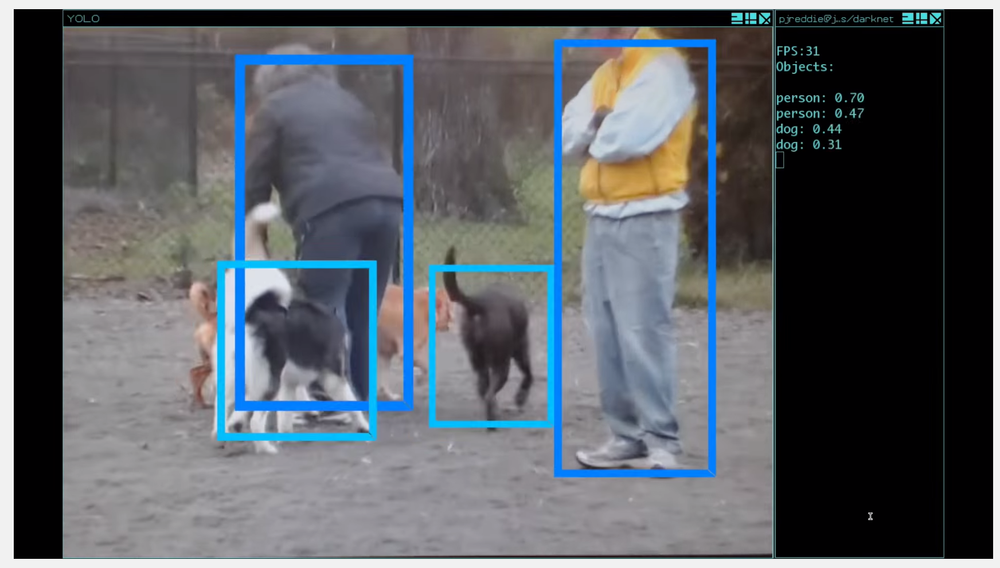 YOLO
pjreddie@j…s/darknet
FPS:31
Objects:
person: 0.70
person: 0.47
dog: 0.44
dog: 0.31